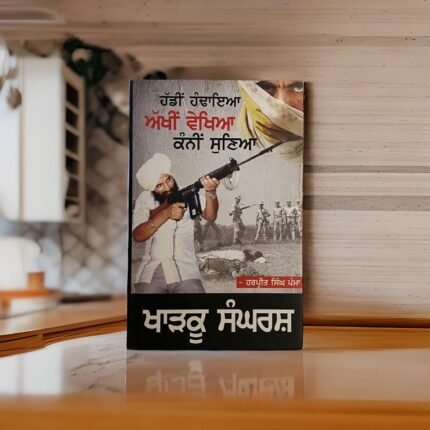 ਹੱਡੀਂ ਹੰਢਾਇਆ
ਅੱਖੀਂ ਵੇਖਿਆ
ਕੰਨੀਂ ਸੁਣਿਆ
- ਹਰਪ੍ਰੀਤ ਸਿੰਘ ਪੰਮਾ
ਖਾੜਕੂ ਸੰਘਰਸ਼